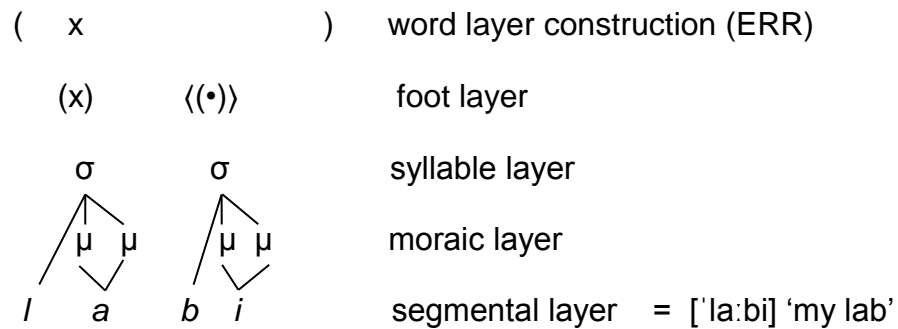 ( x ) word layer construction (ERR)
(x) ⟨(•)⟩ foot layer
σ σ syllable layer
μ μ μ μ moraic layer
l a b i segmental layer = [ˈlaːbi] ‘my lab’